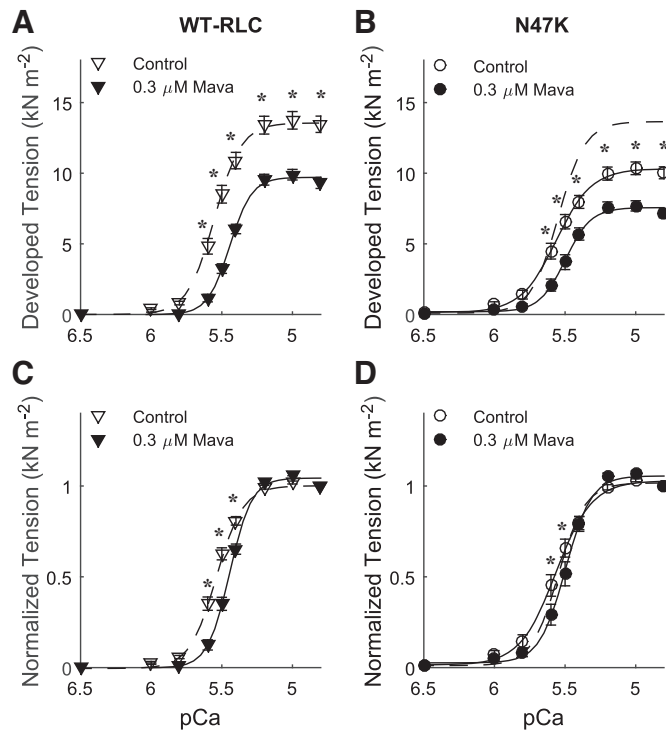 A WT-RLC B N47K
Control
0.3 μM Mava
Control
0.3 μM Mava
Developed Tension (kN m-2)
15
10
5
0
* * * * * *
6.5 6 5.5 5
Developed Tension (kN m-2)
15
10
5
0
* * * * * *
6.5 6 5.5 5
C D
Control
0.3 μM Mava
Control
0.3 μM Mava
Normalized Tension (kN m-2)
1
0.5
0
* * *
6.5 6 5.5 5
pCa
Normalized Tension (kN m-2)
1
0.5
0
* *
6.5 6 5.5 5
pCa